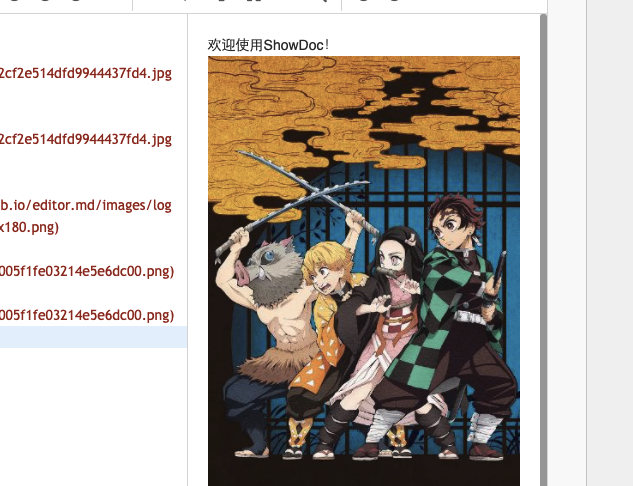 2cf2e514dfd9944437fd4.jpg
2cf2e514dfd9944437fd4.jpg
b.io/editor.md/images/log
x180.png)
005f1fe03214e5e6dc00.png)
005f1fe03214e5e6dc00.png)
欢迎使用ShowDoc！